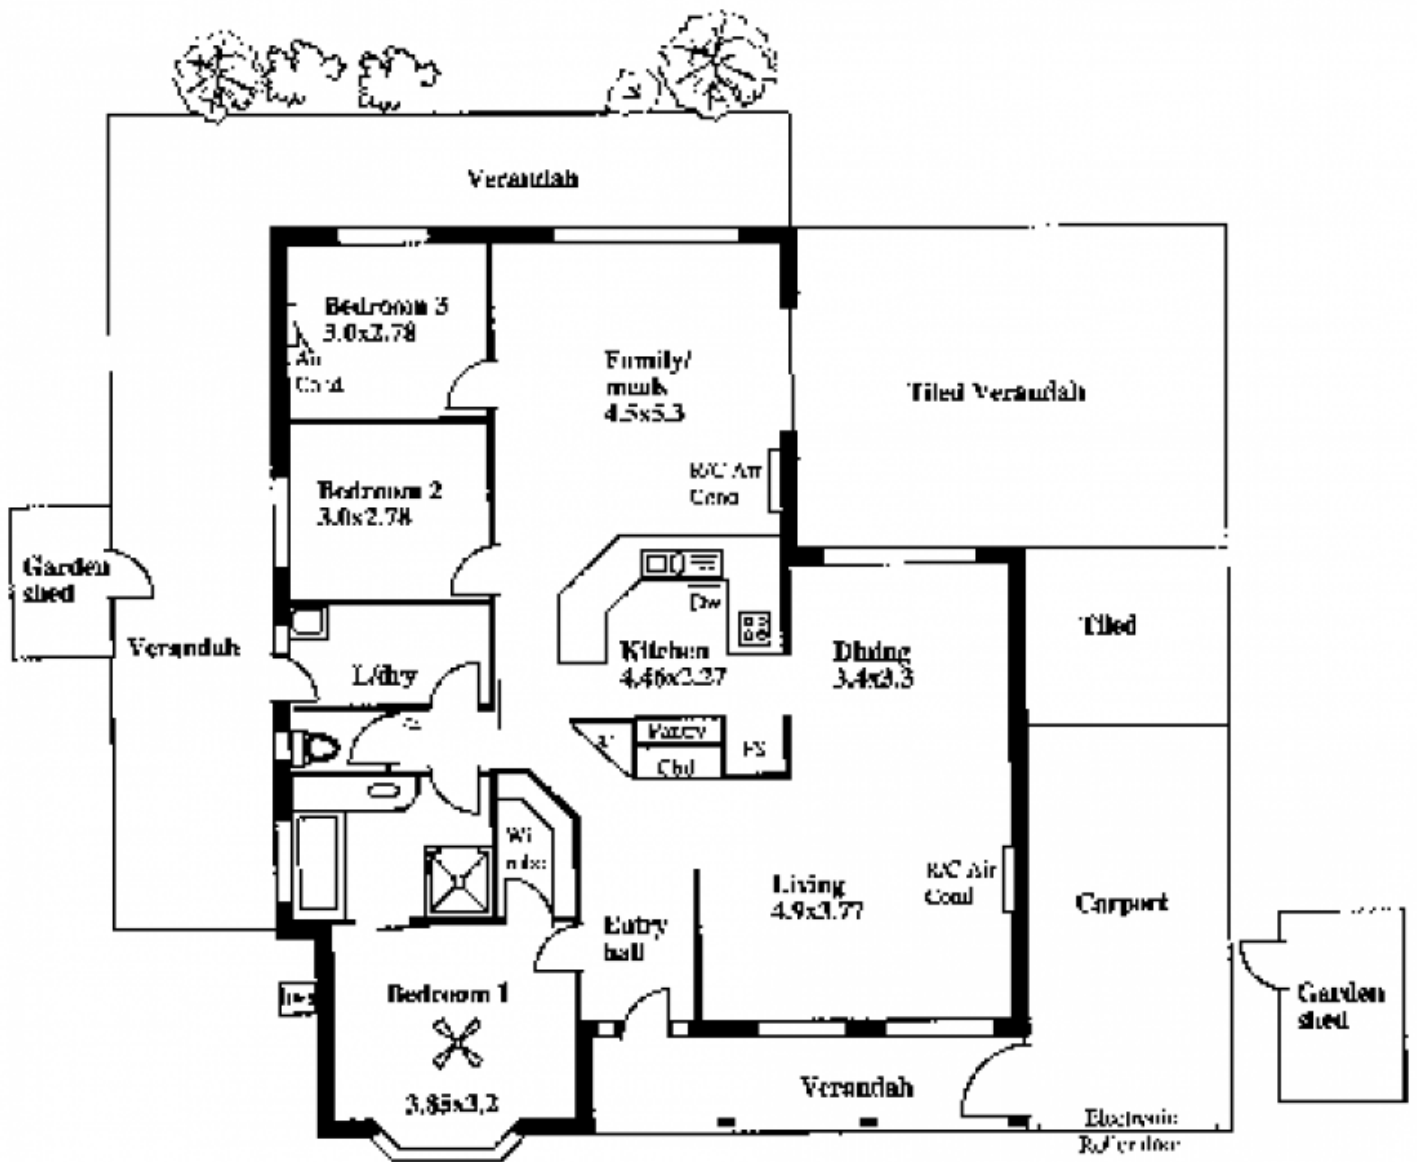 Verandah
Bedroom 3
3.0x2.78
Air
Cond
Family/
meals
4.5x5.3
Tiled Verandah
R/C Air
Cond
Bedroom 2
3.0x2.78
Garden
shed
Verandah
Dw
Tiled
L/dry
Kitchen
4.46x2.27
Dining
3.4x3.3
Pantry
Cbd
FS
Wi
robe
Living
4.9x3.77
R/C Air
Cond
Carport
Entry
hall
Bedroom 1
3.85x3.2
Garden
shed
Verandah
Electronic
Roller door